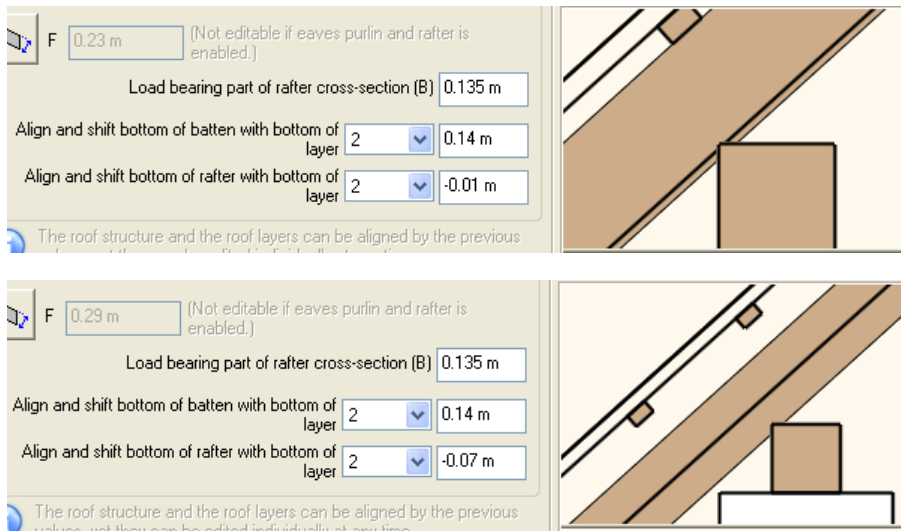 F 0.23 m (Not editable if eaves purlin and rafter is
enabled.)
Load bearing part of rafter cross-section (B) 0.135 m
Align and shift bottom of batten with bottom of
layer 2 0.14 m
Align and shift bottom of rafter with bottom of
layer 2 -0.01 m
The roof structure and the roof layers can be aligned by the previous
F 0.29 m (Not editable if eaves purlin and rafter is
enabled.)
Load bearing part of rafter cross-section (B) 0.135 m
Align and shift bottom of batten with bottom of
layer 2 0.14 m
Align and shift bottom of rafter with bottom of
layer 2 -0.07 m
The roof structure and the roof layers can be aligned by the previous
values, yet they can be edited individually at any time